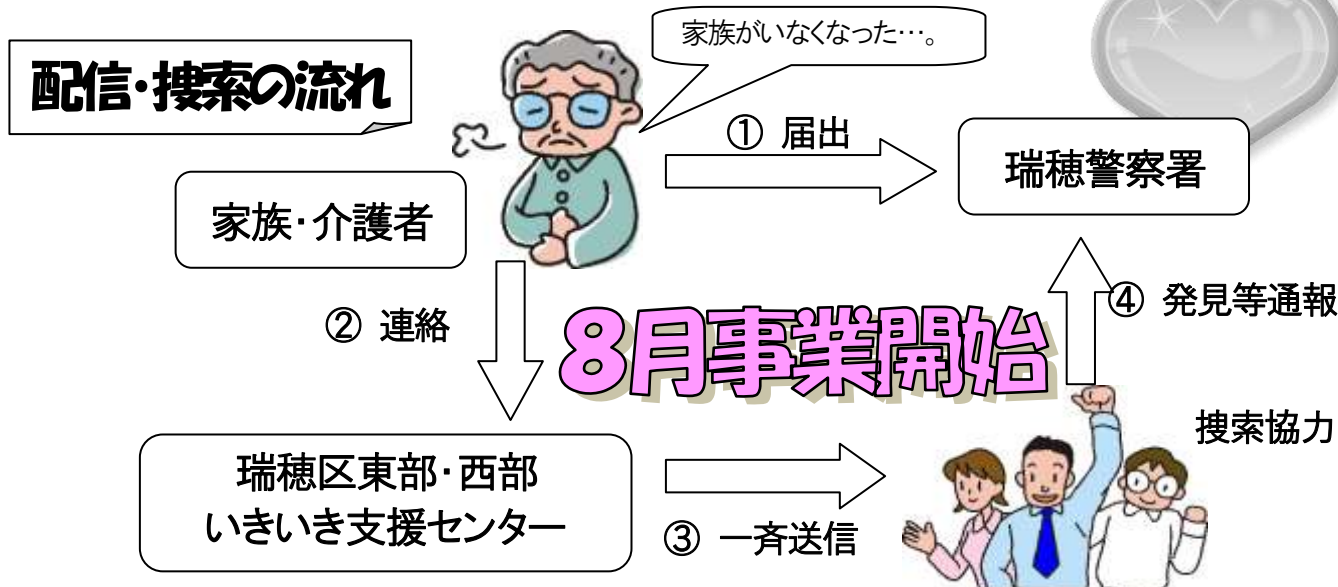 家族がいなくなった…。
配信・捜索の流れ
① 届出
瑞穂警察署
家族・介護者
② 連絡
8月事業開始
④ 発見等通報
捜索協力
瑞穂区東部・西部
いきいき支援センター
③ 一斉送信